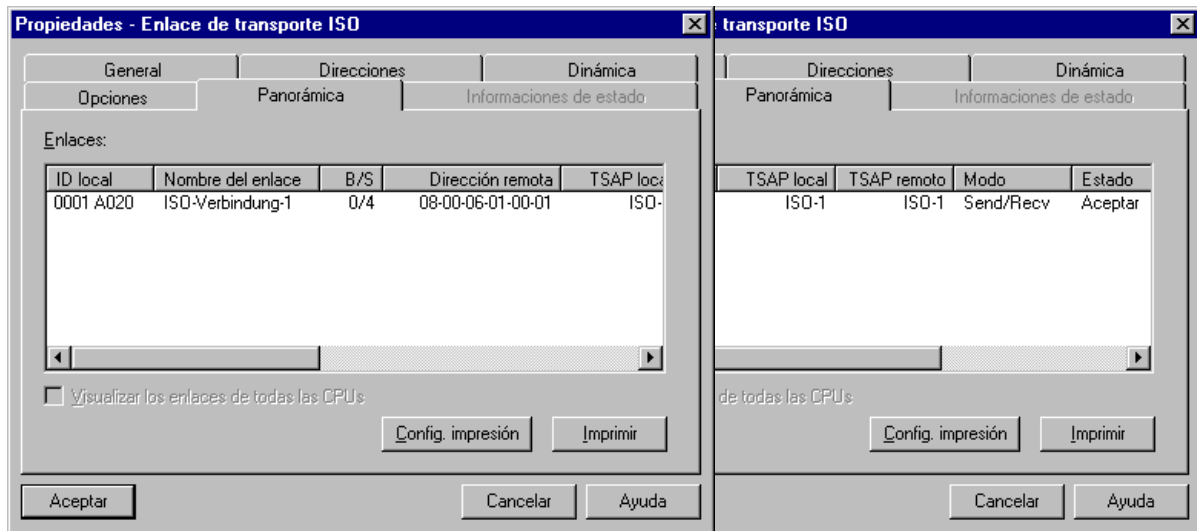 Propiedades - Enlace de transporte ISO
General Direcciones Dinámica
Opciones Panorámica Informaciones de estado
Enlaces:
ID local Nombre del enlace B/S Dirección remota TSAP loca
0001 A020 ISO-Verbindung-1 0/4 08-00-06-01-00-01 ISO-
Visualizar los enlaces de todas las CPUs
Config. impresión Imprimir
Aceptar Cancelar Ayuda
transporte ISO
Direcciones Dinámica
Panorámica Informaciones de estado
TSAP local TSAP remoto Modo Estado
ISO-1 ISO-1 Send/Recv Aceptar
de todas las CPUs
Config. impresión Imprimir
Cancelar Ayuda